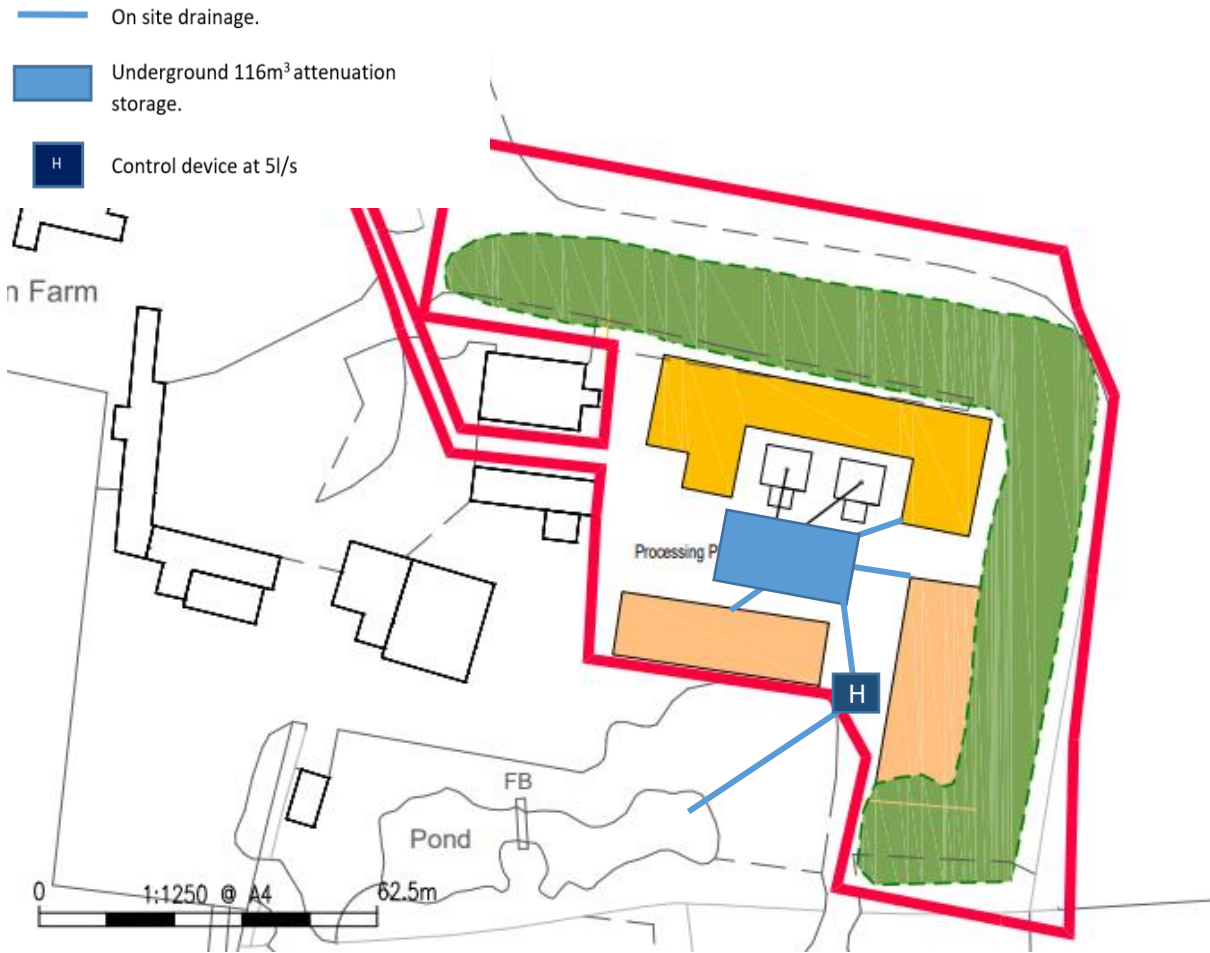 On site drainage.
Underground 116m³ attenuation
storage.
H
Control device at 5l/s
n Farm
Processing P
H
FB
Pond
0
1:1250 @ A4
62.5m